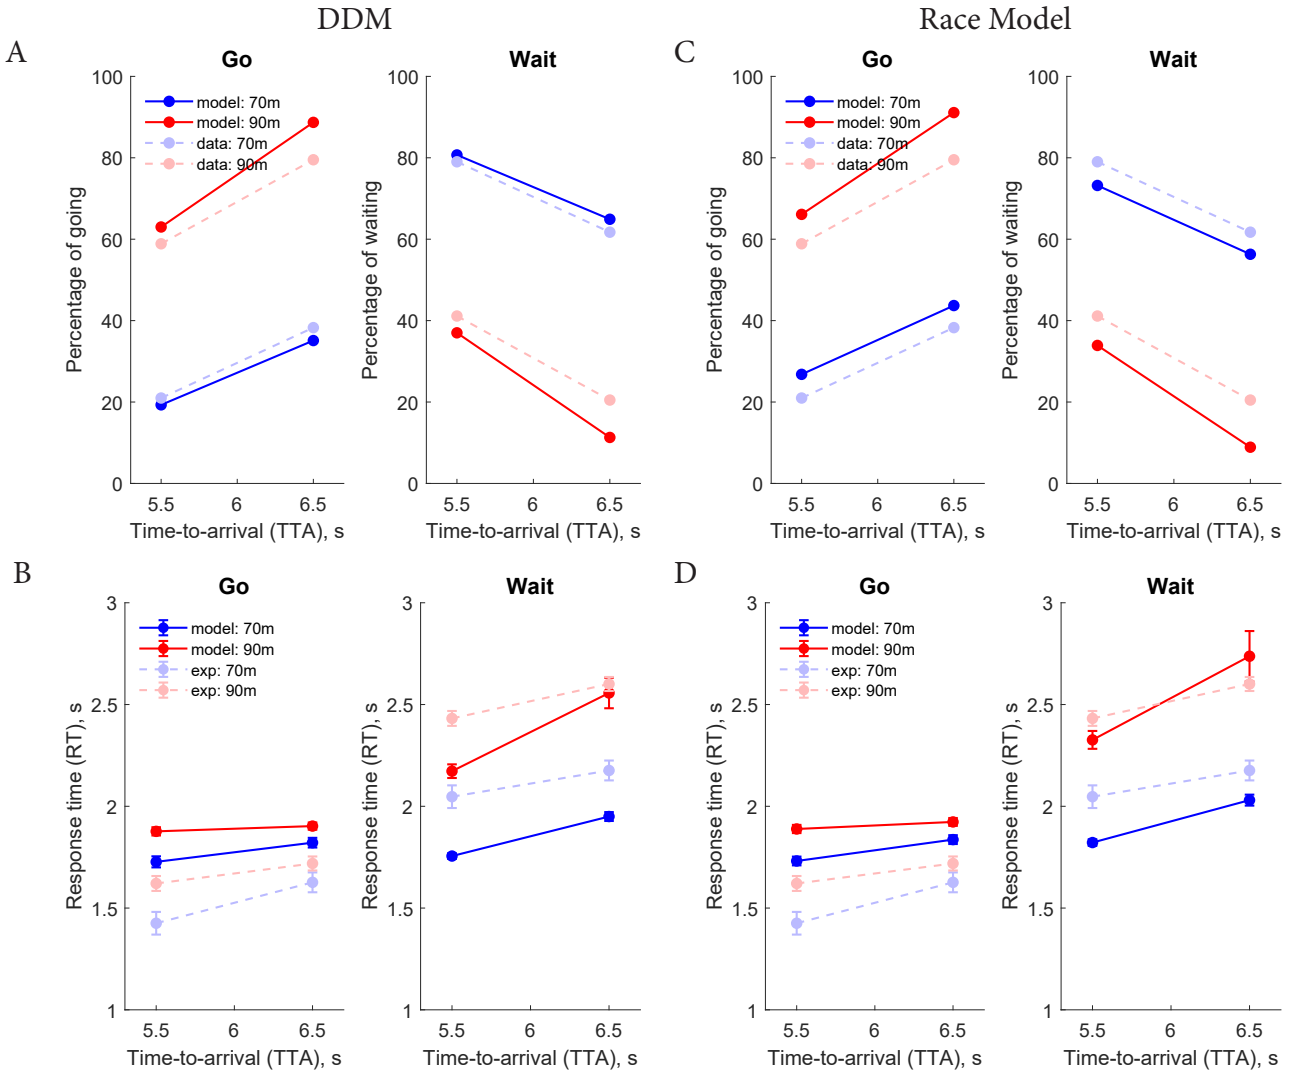 DDM
Race Model
A
Go
Wait
100
80
60
40
20
0
Percentage of going
model: 70m
model: 90m
data: 70m
data: 90m
5.5 6 6.5
Time-to-arrival (TTA), s
100
80
60
40
20
0
Percentage of waiting
5.5 6 6.5
Time-to-arrival (TTA), s
C
Go
Wait
100
80
60
40
20
0
Percentage of going
model: 70m
model: 90m
data: 70m
data: 90m
5.5 6 6.5
Time-to-arrival (TTA), s
100
80
60
40
20
0
Percentage of waiting
5.5 6 6.5
Time-to-arrival (TTA), s
B
Go
Wait
3
2.5
2
1.5
1
Response time (RT), s
model: 70m
model: 90m
exp: 70m
exp: 90m
5.5 6 6.5
Time-to-arrival (TTA), s
3
2.5
2
1.5
1
Response time (RT), s
5.5 6 6.5
Time-to-arrival (TTA), s
D
Go
Wait
3
2.5
2
1.5
1
Response time (RT), s
model: 70m
model: 90m
exp: 70m
exp: 90m
5.5 6 6.5
Time-to-arrival (TTA), s
3
2.5
2
1.5
1
Response time (RT), s
5.5 6 6.5
Time-to-arrival (TTA), s